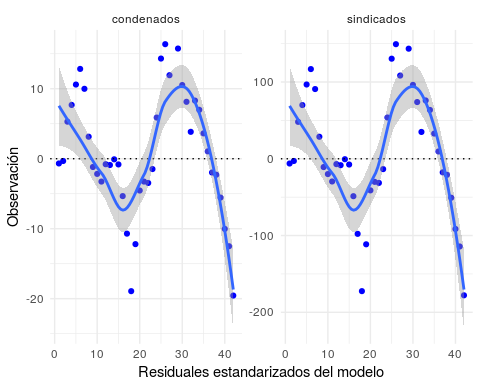 condenados
sindicados
Observación
10
0
-10
-20
100
0
-100
-200
0 10 20 30 40
0 10 20 30 40
Residuales estandarizados del modelo